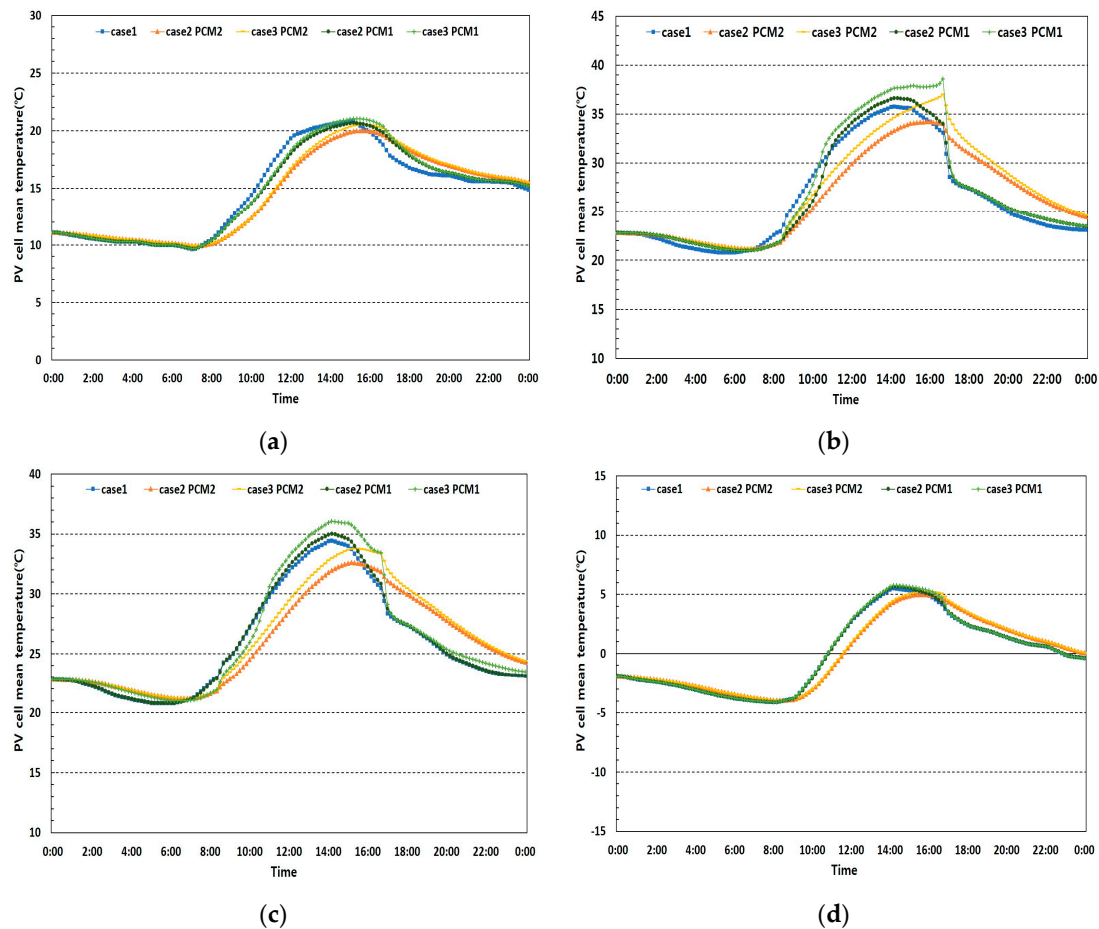 30
case1 case2 PCM2 case3 PCM2 case2 PCM1 case3 PCM1
25
20
15
10
5
0
PV cell mean temperature(℃)
0:00 2:00 4:00 6:00 8:00 10:00 12:00 14:00 16:00 18:00 20:00 22:00 0:00
Time
(a)
45
case1 case2 PCM2 case3 PCM2 case2 PCM1 case3 PCM1
40
35
30
25
20
15
10
PV cell mean temperature(℃)
0:00 2:00 4:00 6:00 8:00 10:00 12:00 14:00 16:00 18:00 20:00 22:00 0:00
Time
(b)
40
case1 case2 PCM2 case3 PCM2 case2 PCM1 case3 PCM1
35
30
25
20
15
10
PV cell mean temperature(℃)
0:00 2:00 4:00 6:00 8:00 10:00 12:00 14:00 16:00 18:00 20:00 22:00 0:00
Time
(c)
15
case1 case2 PCM2 case3 PCM2 case2 PCM1 case3 PCM1
10
5
0
-5
-10
-15
PV cell mean temperature(℃)
0:00 2:00 4:00 6:00 8:00 10:00 12:00 14:00 16:00 18:00 20:00 22:00 0:00
Time
(d)